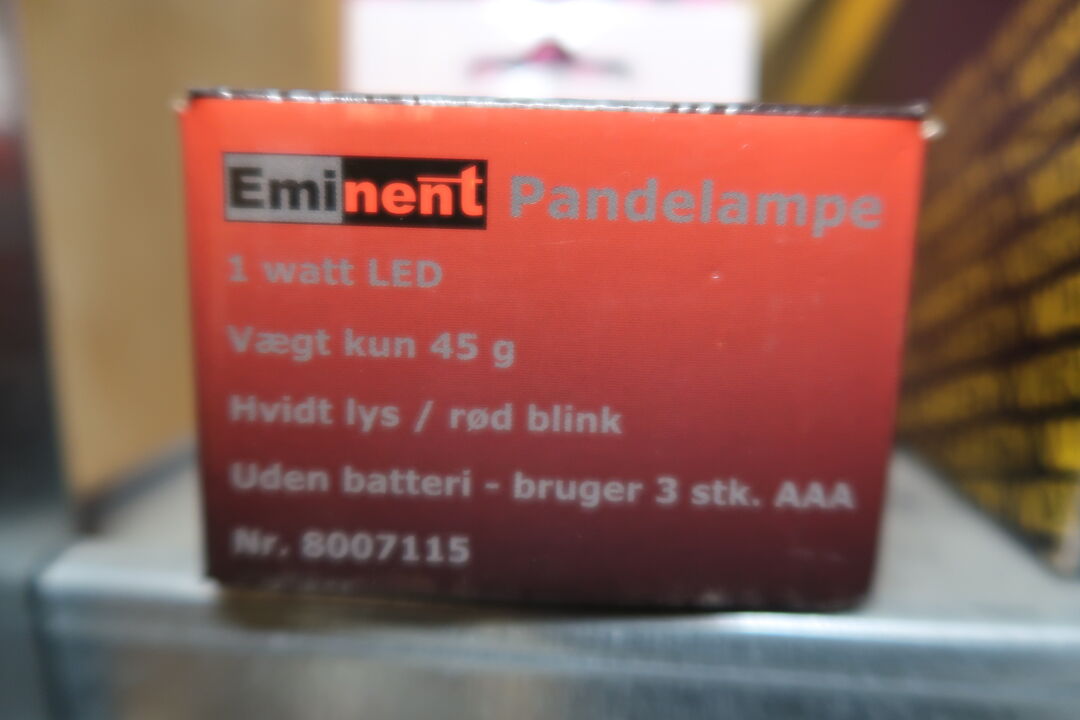 Eminent Pandelampe
1 watt LED
Vægt kun 45 g
Hvidt lys / rød blink
Uden batteri - bruger 3 stk. AAA
Nr. 8007115